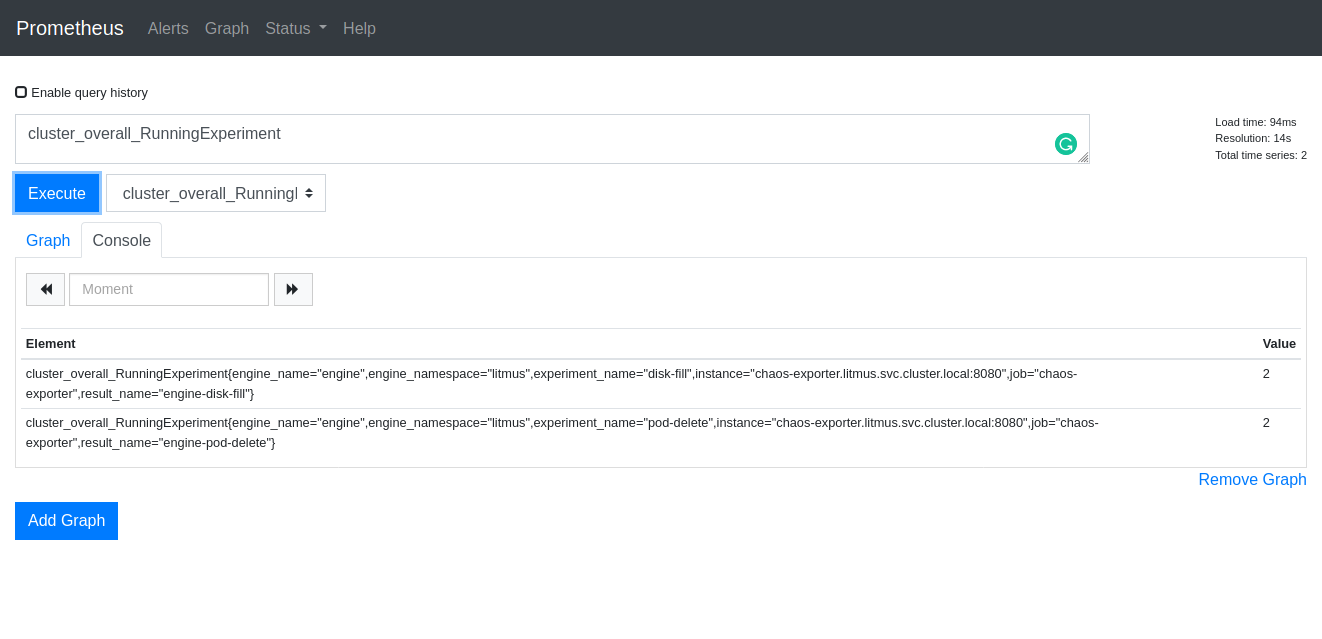 Prometheus Alerts Graph Status Help
Enable query history
cluster_overall_RunningExperiment
Load time: 94ms
Resolution: 14s
Total time series: 2
Execute cluster_overall_RunningI
Graph Console
Moment
Element Value
cluster_overall_RunningExperiment{engine_name="engine",engine_namespace="litmus",experiment_name="disk-fill",instance="chaos-exporter.litmus.svc.cluster.local:8080",job="chaos- 2
exporter",result_name="engine-disk-fill"}
cluster_overall_RunningExperiment{engine_name="engine",engine_namespace="litmus",experiment_name="pod-delete",instance="chaos-exporter.litmus.svc.cluster.local:8080",job="chaos- 2
exporter",result_name="engine-pod-delete"}
Remove Graph
Add Graph